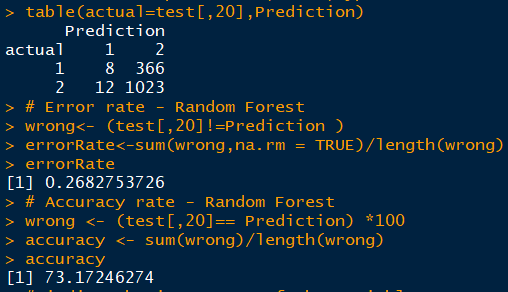 > table(actual=test[,20],Prediction)
Prediction
actual 1 2
1 8 366
2 12 1023
> # Error rate - Random Forest
> wrong<- (test[,20]!=Prediction )
> errorRate<-sum(wrong,na.rm = TRUE)/length(wrong)
> errorRate
[1] 0.2682753726
> # Accuracy rate - Random Forest
> wrong <- (test[,20]== Prediction) *100
> accuracy <- sum(wrong)/length(wrong)
> accuracy
[1] 73.17246274